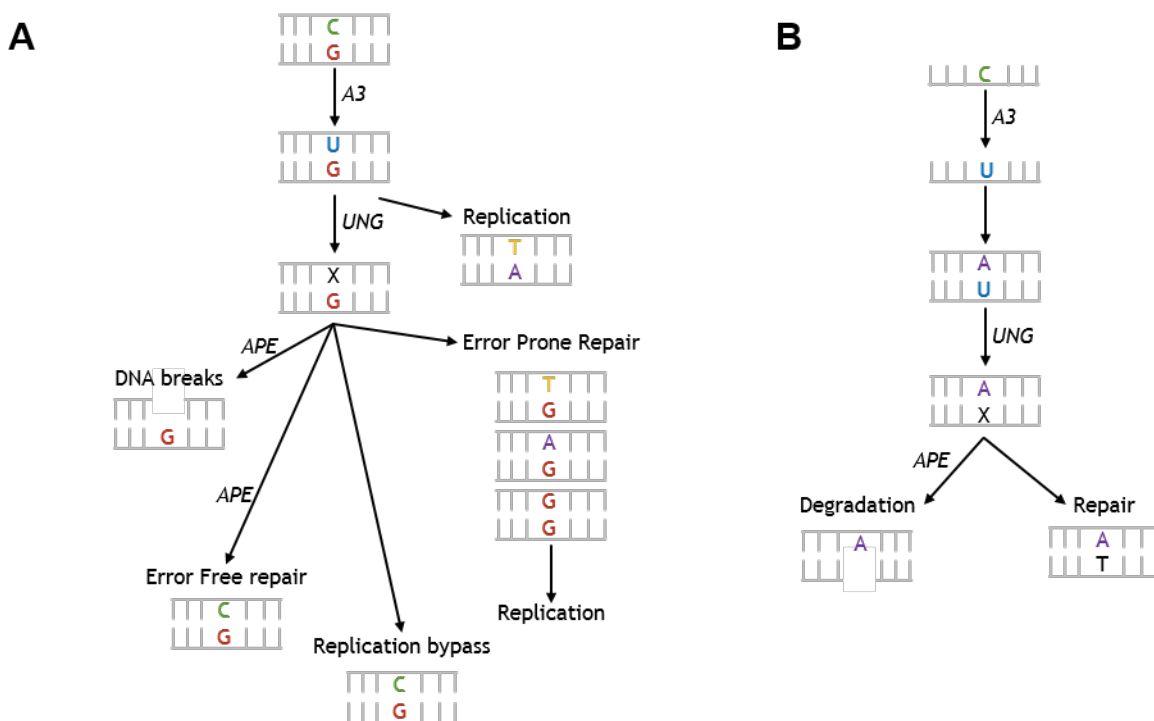 A
C
G
A3
U
G
UNG
Replication
T
A
X
G
APE
DNA breaks
G
Error Prone Repair
T
G
A
G
G
G
Replication
APE
Error Free repair
C
G
Replication bypass
C
G
B
C
A3
U
A
U
UNG
A
X
APE
Degradation
A
Repair
A
T